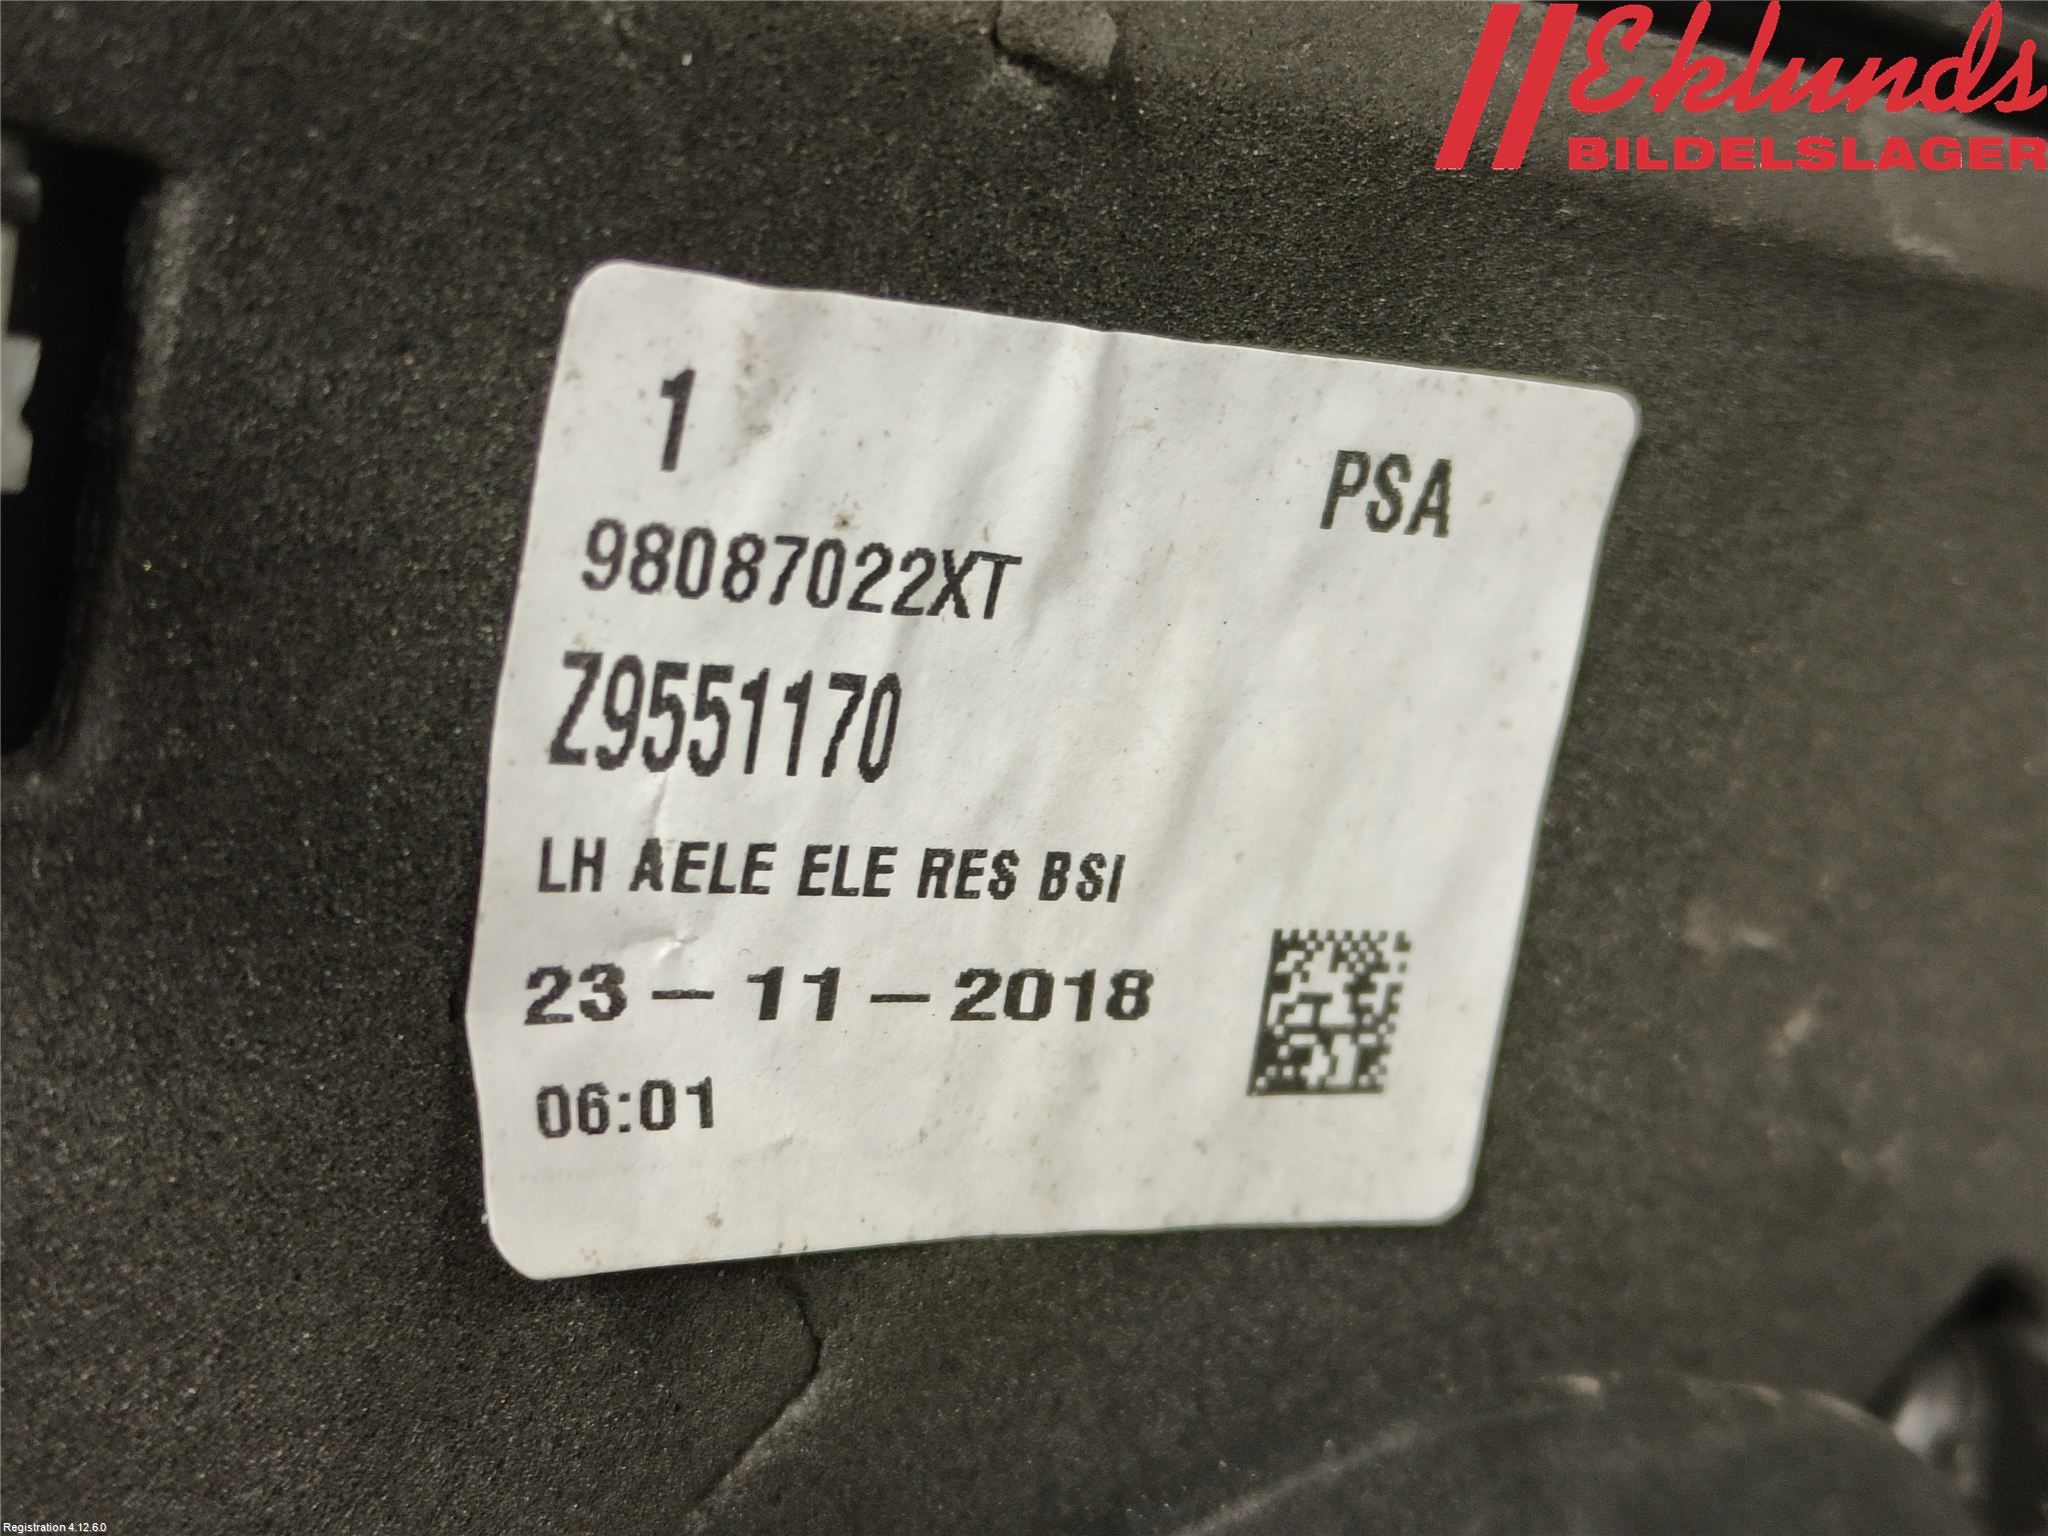 Eklunds
BILDELSLAGER
1
PSA
98087022XT
Z9551170
LH AELE ELE RES BSI
23-11-2018
06:01
Registration 4.12.6.0